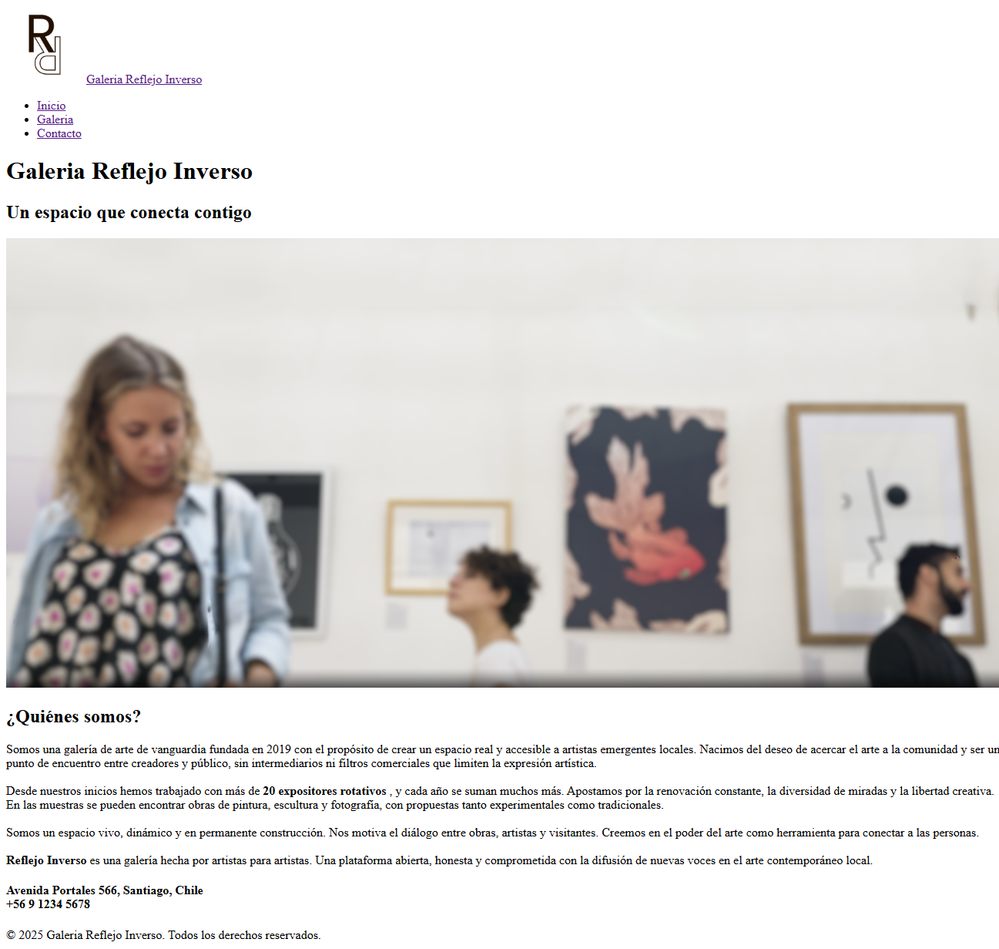 R
R
Galeria Reflejo Inverso
Inicio
Galeria
Contacto
Galeria Reflejo Inverso
Un espacio que conecta contigo
¿Quiénes somos?
Somos una galería de arte de vanguardia fundada en 2019 con el propósito de crear un espacio real y accesible a artistas emergentes locales. Nacimos del deseo de acercar el arte a la comunidad y ser un
punto de encuentro entre creadores y público, sin intermediarios ni filtros comerciales que limiten la expresión artística.
Desde nuestros inicios hemos trabajado con más de 20 expositores rotativos , y cada año se suman muchos más. Apostamos por la renovación constante, la diversidad de miradas y la libertad creativa.
En las muestras se pueden encontrar obras de pintura, escultura y fotografía, con propuestas tanto experimentales como tradicionales.
Somos un espacio vivo, dinámico y en permanente construcción. Nos motiva el diálogo entre obras, artistas y visitantes. Creemos en el poder del arte como herramienta para conectar a las personas.
Reflejo Inverso es una galería hecha por artistas para artistas. Una plataforma abierta, honesta y comprometida con la difusión de nuevas voces en el arte contemporáneo local.
Avenida Portales 566, Santiago, Chile
+56 9 1234 5678
© 2025 Galeria Reflejo Inverso. Todos los derechos reservados.